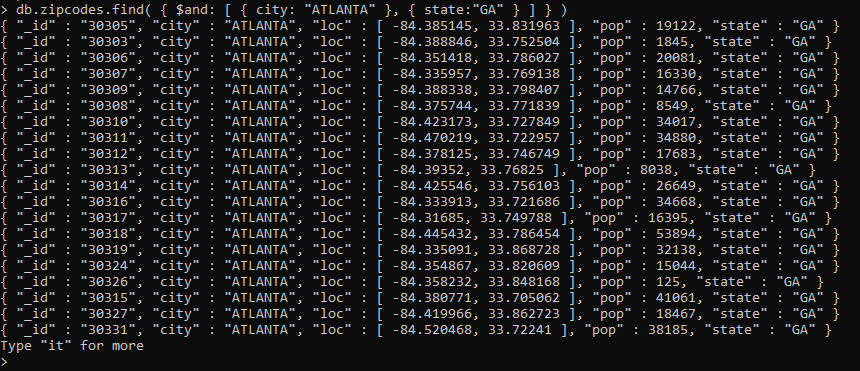 > db.zipcodes.find( { $and: [ { city: "ATLANTA" }, { state:"GA" } ] } )
{ "_id" : "30305", "city" : "ATLANTA", "loc" : [ -84.385145, 33.831963 ], "pop" : 19122, "state" : "GA" }
{ "_id" : "30303", "city" : "ATLANTA", "loc" : [ -84.388846, 33.752504 ], "pop" : 1845, "state" : "GA" }
{ "_id" : "30306", "city" : "ATLANTA", "loc" : [ -84.351418, 33.786027 ], "pop" : 20081, "state" : "GA" }
{ "_id" : "30307", "city" : "ATLANTA", "loc" : [ -84.335957, 33.769138 ], "pop" : 16330, "state" : "GA" }
{ "_id" : "30309", "city" : "ATLANTA", "loc" : [ -84.388338, 33.798407 ], "pop" : 14766, "state" : "GA" }
{ "_id" : "30308", "city" : "ATLANTA", "loc" : [ -84.375744, 33.771839 ], "pop" : 8549, "state" : "GA" }
{ "_id" : "30310", "city" : "ATLANTA", "loc" : [ -84.423173, 33.727849 ], "pop" : 34017, "state" : "GA" }
{ "_id" : "30311", "city" : "ATLANTA", "loc" : [ -84.470219, 33.722957 ], "pop" : 34880, "state" : "GA" }
{ "_id" : "30312", "city" : "ATLANTA", "loc" : [ -84.378125, 33.746749 ], "pop" : 17683, "state" : "GA" }
{ "_id" : "30313", "city" : "ATLANTA", "loc" : [ -84.39352, 33.76825 ], "pop" : 8038, "state" : "GA" }
{ "_id" : "30314", "city" : "ATLANTA", "loc" : [ -84.425546, 33.756103 ], "pop" : 26649, "state" : "GA" }
{ "_id" : "30316", "city" : "ATLANTA", "loc" : [ -84.333913, 33.721686 ], "pop" : 34668, "state" : "GA" }
{ "_id" : "30317", "city" : "ATLANTA", "loc" : [ -84.31685, 33.749788 ], "pop" : 16395, "state" : "GA" }
{ "_id" : "30318", "city" : "ATLANTA", "loc" : [ -84.445432, 33.786454 ], "pop" : 53894, "state" : "GA" }
{ "_id" : "30319", "city" : "ATLANTA", "loc" : [ -84.335091, 33.868728 ], "pop" : 32138, "state" : "GA" }
{ "_id" : "30324", "city" : "ATLANTA", "loc" : [ -84.354867, 33.820609 ], "pop" : 15044, "state" : "GA" }
{ "_id" : "30326", "city" : "ATLANTA", "loc" : [ -84.358232, 33.848168 ], "pop" : 125, "state" : "GA" }
{ "_id" : "30315", "city" : "ATLANTA", "loc" : [ -84.380771, 33.705062 ], "pop" : 41061, "state" : "GA" }
{ "_id" : "30327", "city" : "ATLANTA", "loc" : [ -84.419966, 33.862723 ], "pop" : 18467, "state" : "GA" }
{ "_id" : "30331", "city" : "ATLANTA", "loc" : [ -84.520468, 33.72241 ], "pop" : 38185, "state" : "GA" }
Type "it" for more
>